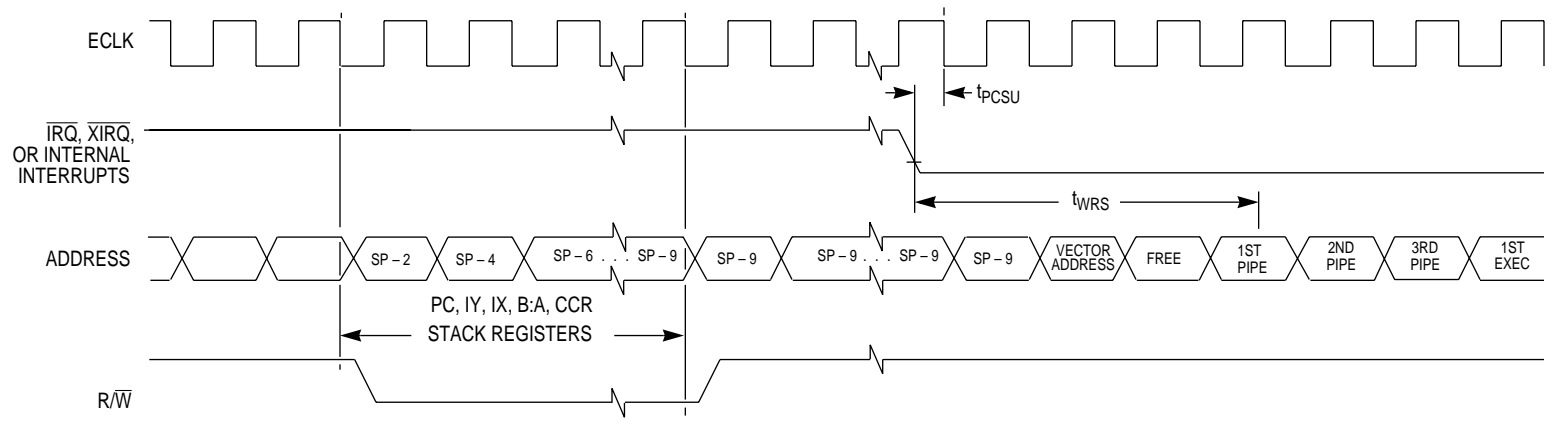 ECLK
tPCSU
IRQ, XIRQ,
OR INTERNAL
INTERRUPTS
tWRS
ADDRESS
SP – 2
SP – 4
SP – 6 . . . SP – 9
SP – 9
SP – 9 . . . SP – 9
SP – 9
VECTOR
ADDRESS
FREE
1ST
PIPE
2ND
PIPE
3RD
PIPE
1ST
EXEC
PC, IY, IX, B:A, CCR
STACK REGISTERS
R/W